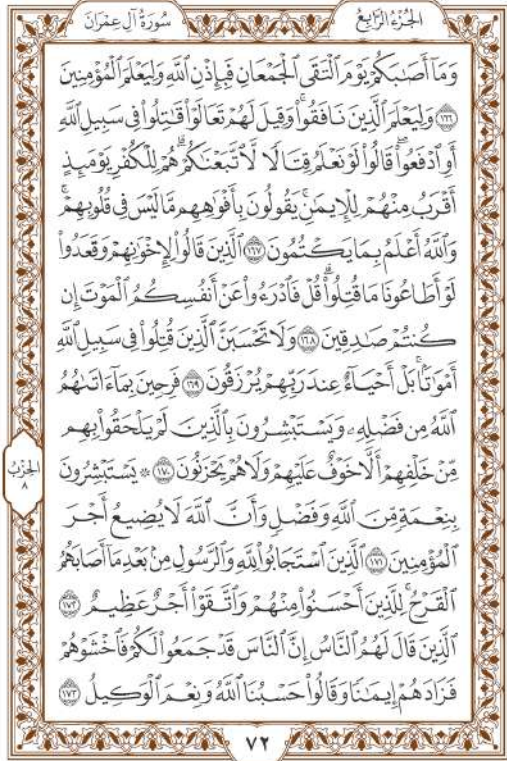 الجُزْءُ الرَّابِعُ
سُورَةُ آلِ عِمْرَانَ
وَمَآ أَصَٰبَكُمۡ يَوۡمَ ٱلۡتَقَى ٱلۡجَمۡعَانِ فَبِإِذۡنِ ٱللَّهِ وَلِيَعۡلَمَ ٱلۡمُؤۡمِنِينَ
١٦٦ وَلِيَعۡلَمَ ٱلَّذِينَ نَافَقُواْۚ وَقِيلَ لَهُمۡ تَعَالَوۡاْ قَٰتِلُواْ فِي سَبِيلِ ٱللَّهِ
أَوِ ٱدۡفَعُواْۖ قَالُواْ لَوۡ نَعۡلَمُ قِتَالٗا لَّٱتَّبَعۡنَٰكُمۡۗ هُمۡ لِلۡكُفۡرِ يَوۡمَئِذٍ
أَقۡرَبُ مِنۡهُمۡ لِلۡإِيمَٰنِۚ يَقُولُونَ بِأَفۡوَٰهِهِم مَّا لَيۡسَ فِي قُلُوبِهِمۡۚ
وَٱللَّهُ أَعۡلَمُ بِمَا يَكۡتُمُونَ ١٦٧ ٱلَّذِينَ قَالُواْ لِإِخۡوَٰنِهِمۡ وَقَعَدُواْ
لَوۡ أَطَاعُونَا مَا قُتِلُواْۗ قُلۡ فَٱدۡرَءُواْ عَنۡ أَنفُسِكُمُ ٱلۡمَوۡتَ إِن
كُنتُمۡ صَٰدِقِينَ ١٦٨ وَلَا تَحۡسَبَنَّ ٱلَّذِينَ قُتِلُواْ فِي سَبِيلِ ٱللَّهِ
أَمۡوَٰتَۢاۚ بَلۡ أَحۡيَآءٌ عِندَ رَبِّهِمۡ يُرۡزَقُونَ ١٦٩ فَرِحِينَ بِمَآ ءَاتَىٰهُمُ
ٱللَّهُ مِن فَضۡلِهِۦ وَيَسۡتَبۡشِرُونَ بِٱلَّذِينَ لَمۡ يَلۡحَقُواْ بِهِم
مِّنۡ خَلۡفِهِمۡ أَلَّا خَوۡفٌ عَلَيۡهِمۡ وَلَا هُمۡ يَحۡزَنُونَ ١٧٠ ۞ يَسۡتَبۡشِرُونَ
بِنِعۡمَةٖ مِّنَ ٱللَّهِ وَفَضۡلٖ وَأَنَّ ٱللَّهَ لَا يُضِيعُ أَجۡرَ
ٱلۡمُؤۡمِنِينَ ١٧١ ٱلَّذِينَ ٱسۡتَجَابُواْ لِلَّهِ وَٱلرَّسُولِ مِنۢ بَعۡدِ مَآ أَصَابَهُمُ
ٱلۡقَرۡحُۚ لِلَّذِينَ أَحۡسَنُواْ مِنۡهُمۡ وَٱتَّقَوۡاْ أَجۡرٌ عَظِيمٌ ١٧٢
ٱلَّذِينَ قَالَ لَهُمُ ٱلنَّاسُ إِنَّ ٱلنَّاسَ قَدۡ جَمَعُواْ لَكُمۡ فَٱخۡشَوۡهُمۡ
فَزَادَهُمۡ إِيمَٰنٗا وَقَالُواْ حَسۡبُنَا ٱللَّهُ وَنِعۡمَ ٱلۡوَكِيلُ ١٧٣
الحِزْبُ
٨
٧٢